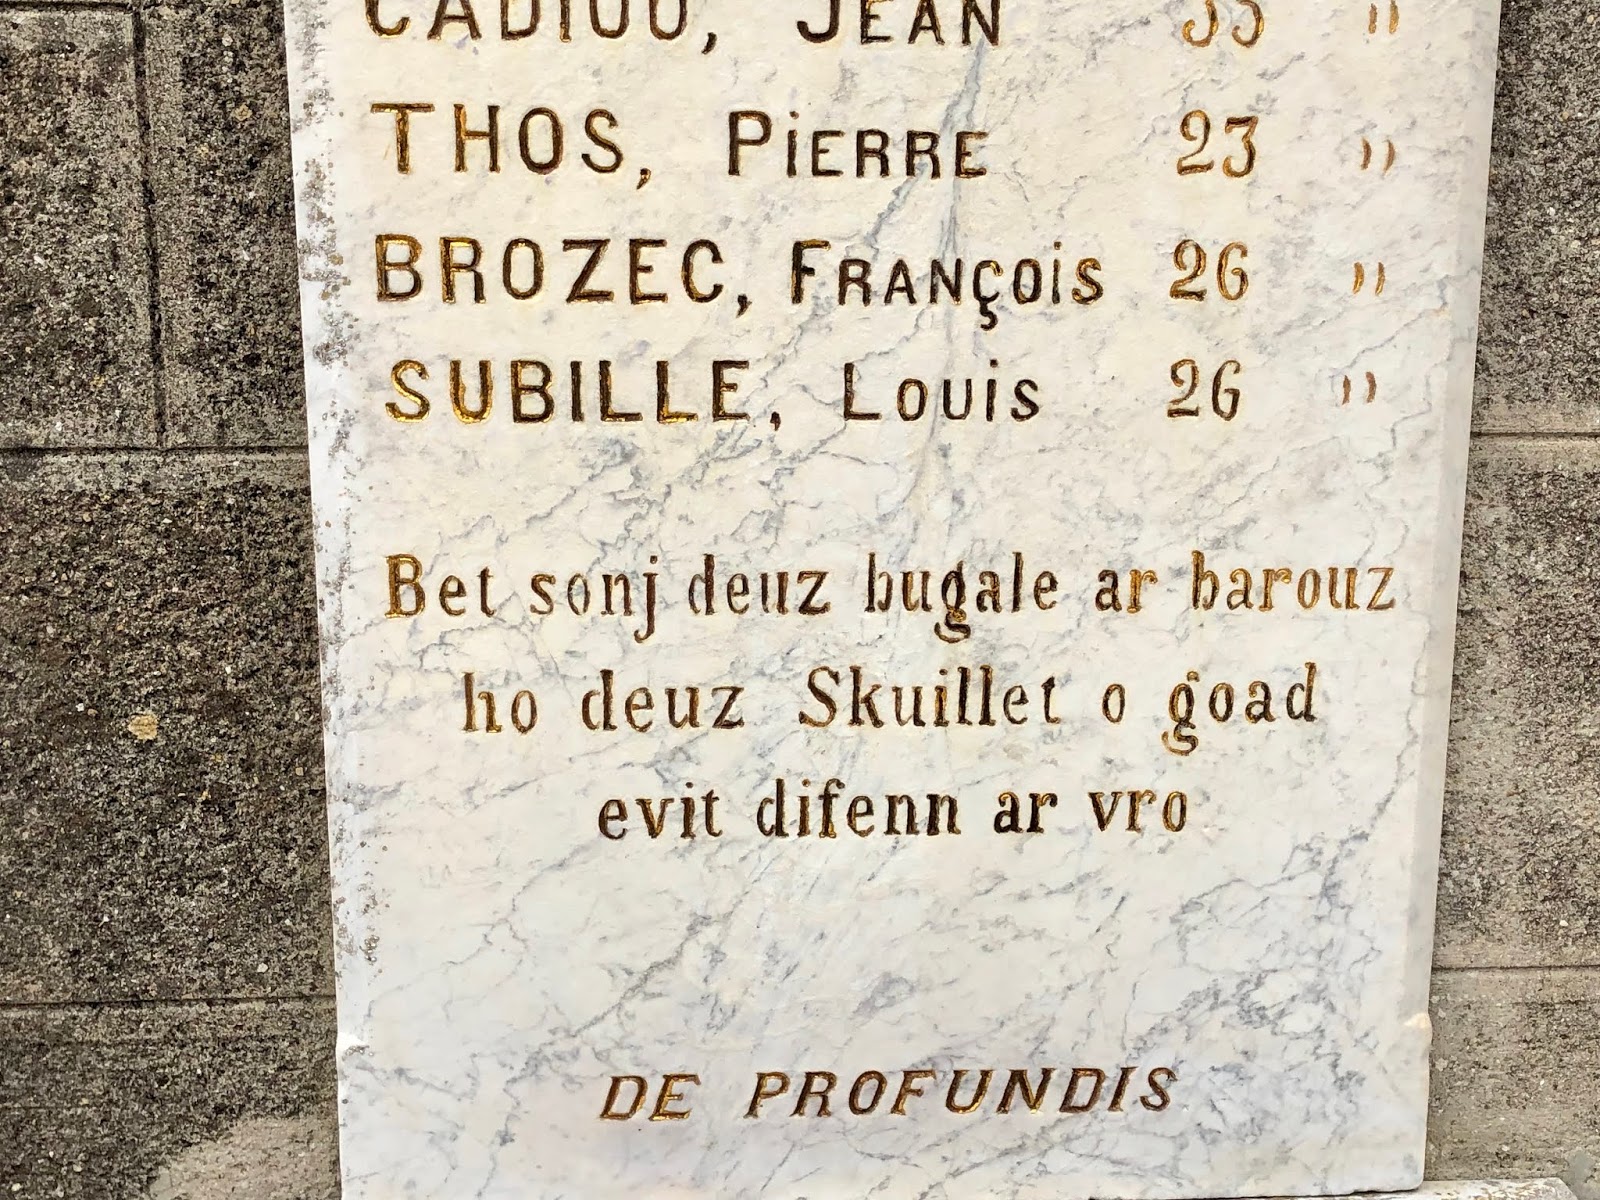 CADIOU, JEAN 35 "
THOS, PiERRE 23 "
BROZEC, FRANÇOiS 26 "
SUBILLE, LOUiS 26 "
Bet sonj deuz bugale ar barouz
ho deuz Skuillet o goad
evit difenn ar vro
DE PROFUNDIS